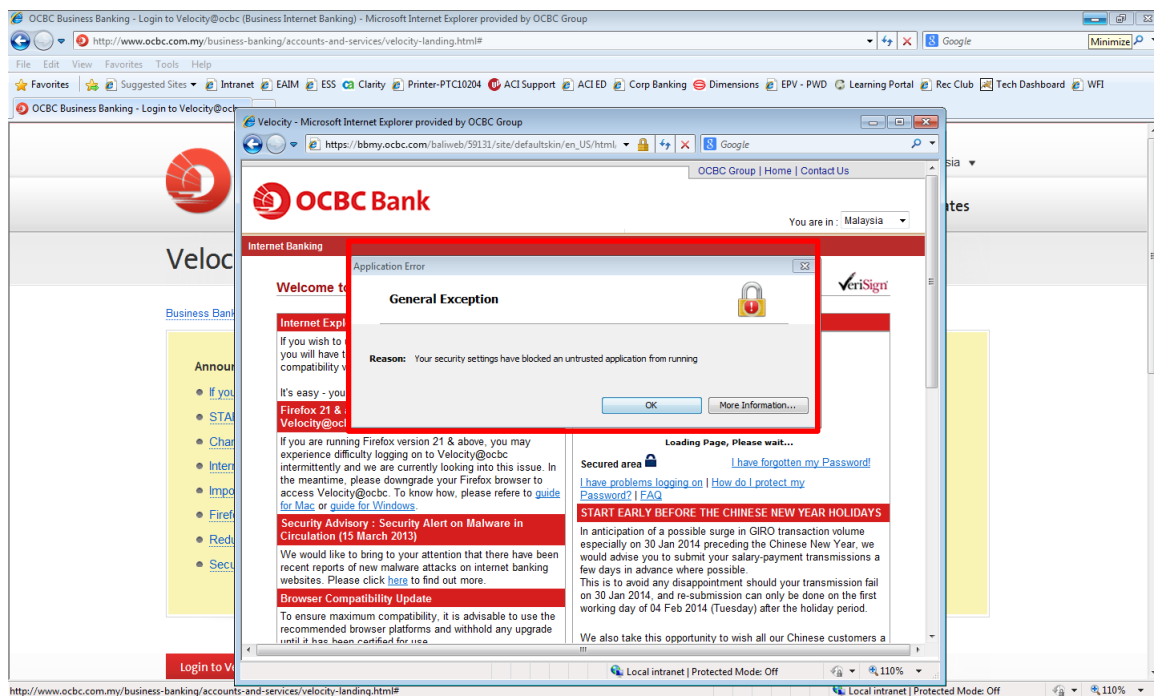 OCBC Business Banking - Login to Velocity@ocbc (Business Internet Banking) - Microsoft Internet Explorer provided by OCBC Group
http://www.ocbc.com.my/business-banking/accounts-and-services/velocity-landing.html#
Google
Minimize
File Edit View Favorites Tools Help
Favorites Suggested Sites Intranet EAIM ESS Clarity Printer-PTC10204 ACI Support ACI ED Corp Banking Dimensions EPV - PWD Learning Portal Rec Club Tech Dashboard WFI
OCBC Business Banking - Login to Velocity@ocb
Velocity - Microsoft Internet Explorer provided by OCBC Group
https://bbmy.ocbc.com/baliweb/59131/site/defaultskin/en_US/html,
Google
OCBC Group | Home | Contact Us
sia
OCBC Bank
ates
You are in : Malaysia
Internet Banking
Veloc
Application Error
Welcome to
General Exception
VeriSign
Business Bank
Internet Expl
If you wish to
you will have t
compatibility v
Reason: Your security settings have blocked an untrusted application from running
It's easy - you
OK
More Information...
Firefox 21 &
Velocity@ocb
If you are running Firefox version 21 & above, you may
experience difficulty logging on to Velocity@ocbc
intermittently and we are currently looking into this issue. In
the meantime, please downgrade your Firefox browser to
access Velocity@ocbc. To know how, please refere to guide
for Mac or guide for Windows.
Security Advisory : Security Alert on Malware in
Circulation (15 March 2013)
We would like to bring to your attention that there have been
recent reports of new malware attacks on internet banking
websites. Please click here to find out more.
Browser Compatibility Update
To ensure maximum compatibility, it is advisable to use the
recommended browser platforms and withhold any upgrade
until it has been certified for use
Loading Page, Please wait...
Secured area
I have forgotten my Password!
I have problems logging on | How do I protect my
Password? | FAQ
START EARLY BEFORE THE CHINESE NEW YEAR HOLIDAYS
In anticipation of a possible surge in GIRO transaction volume
especially on 30 Jan 2014 preceding the Chinese New Year, we
would advise you to submit your salary-payment transmissions a
few days in advance where possible.
This is to avoid any disappointment should your transmission fail
on 30 Jan 2014, and re-submission can only be done on the first
working day of 04 Feb 2014 (Tuesday) after the holiday period.
We also take this opportunity to wish all our Chinese customers a
Announ
If you
STAR
Chan
Intern
Impo
Firef
Redu
Secu
Login to Ve
Local intranet | Protected Mode: Off
110%
http://www.ocbc.com.my/business-banking/accounts-and-services/velocity-landing.html#
Local intranet | Protected Mode: Off
110%